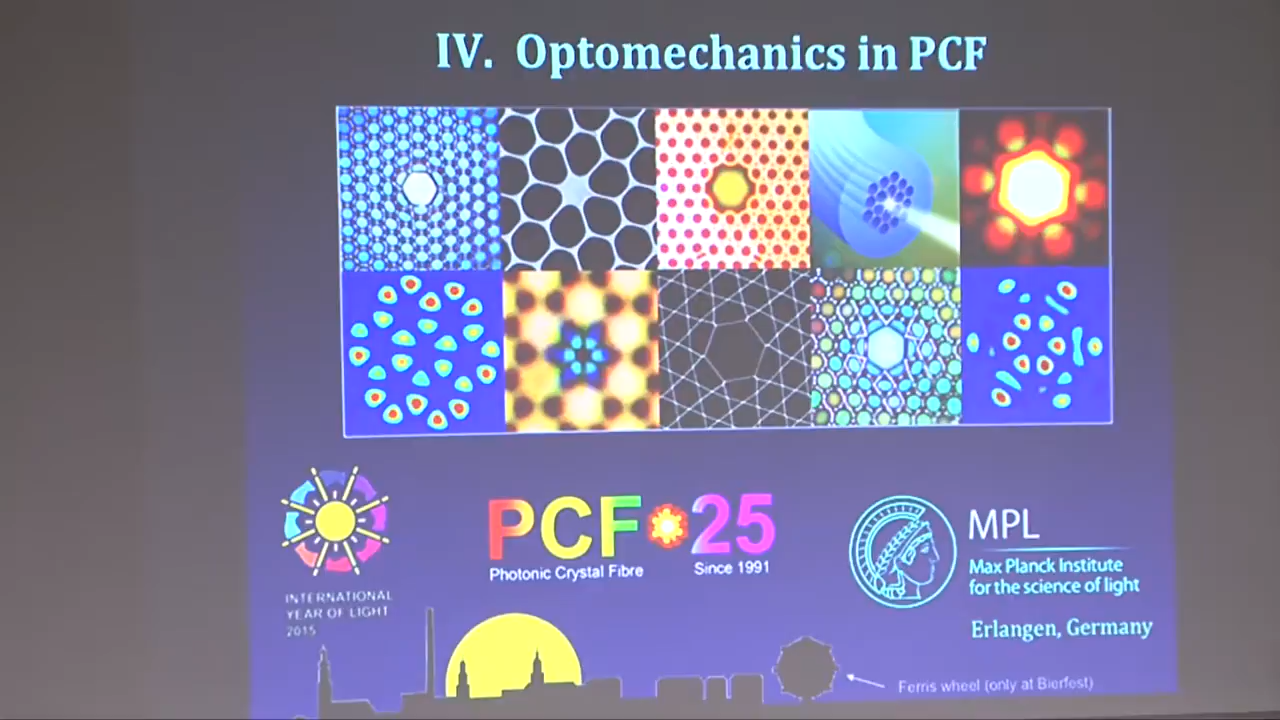 IV. Optomechanics in PCF
PCF 25
Photonic Crystal Fibre Since 1991
INTERNATIONAL
YEAR OF LIGHT
2015
MPL
Max Planck Institute
for the science of light
Erlangen, Germany
Ferris wheel (only at Bierfest)